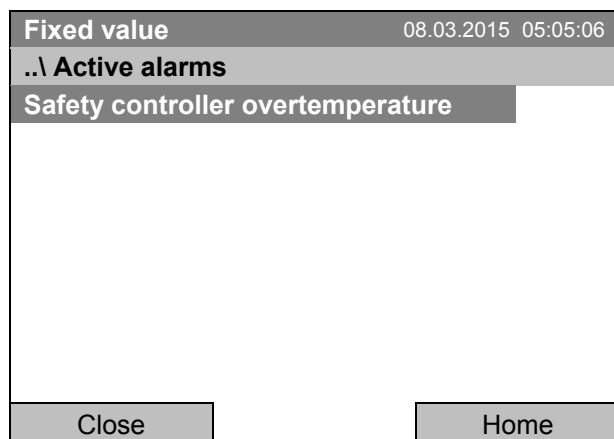 Fixed value 08.03.2015 05:05:06
..\ Active alarms
Safety controller overtemperature
Close Home